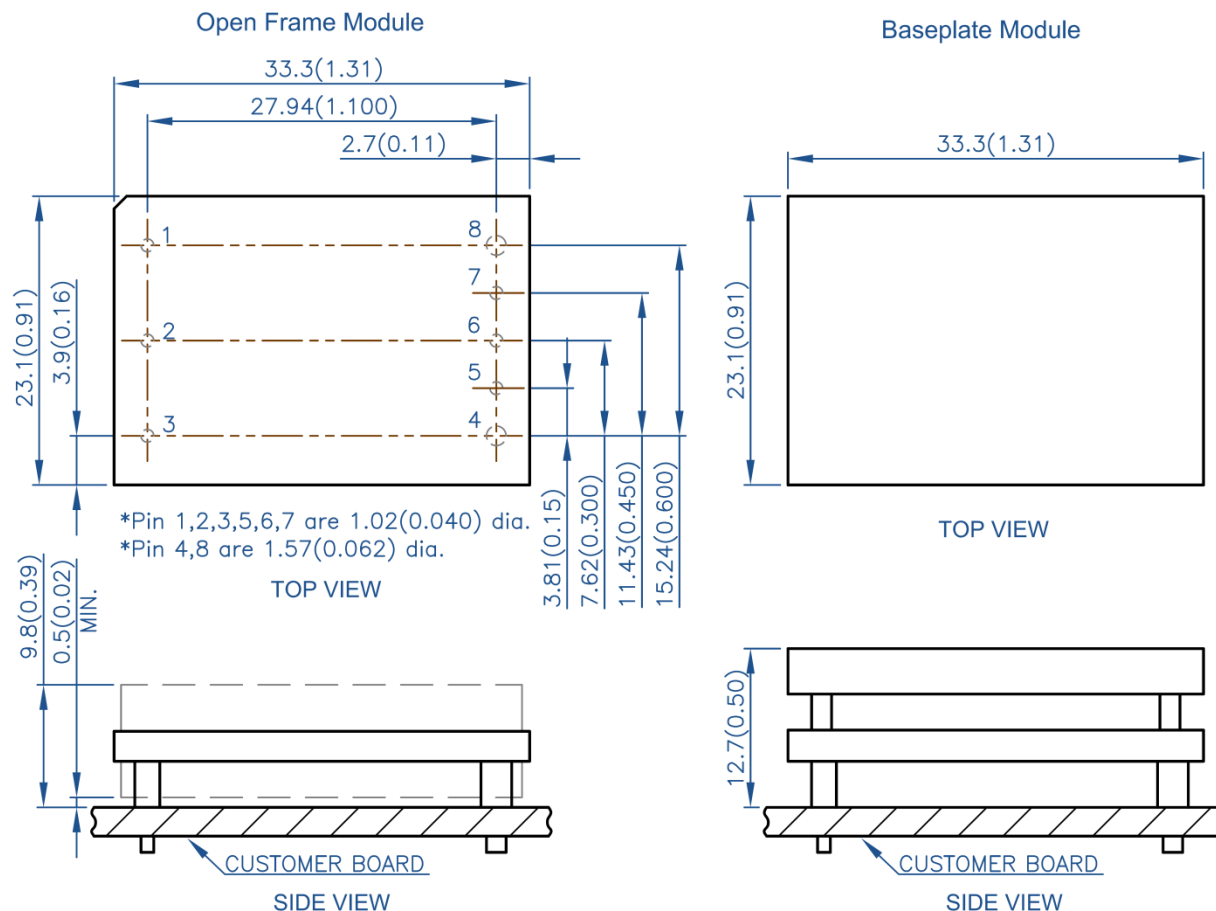 Open Frame Module
33.3(1.31)
27.94(1.100)
2.7(0.11)
23.1(0.91)
3.9(0.16)
1
2
3
8
7
6
5
4
3.81(0.15)
7.62(0.300)
11.43(0.450)
15.24(0.600)
*Pin 1,2,3,5,6,7 are 1.02(0.040) dia.
*Pin 4,8 are 1.57(0.062) dia.
TOP VIEW
9.8(0.39)
0.5(0.02)
MIN.
CUSTOMER BOARD
SIDE VIEW
Baseplate Module
33.3(1.31)
23.1(0.91)
TOP VIEW
12.7(0.50)
CUSTOMER BOARD
SIDE VIEW